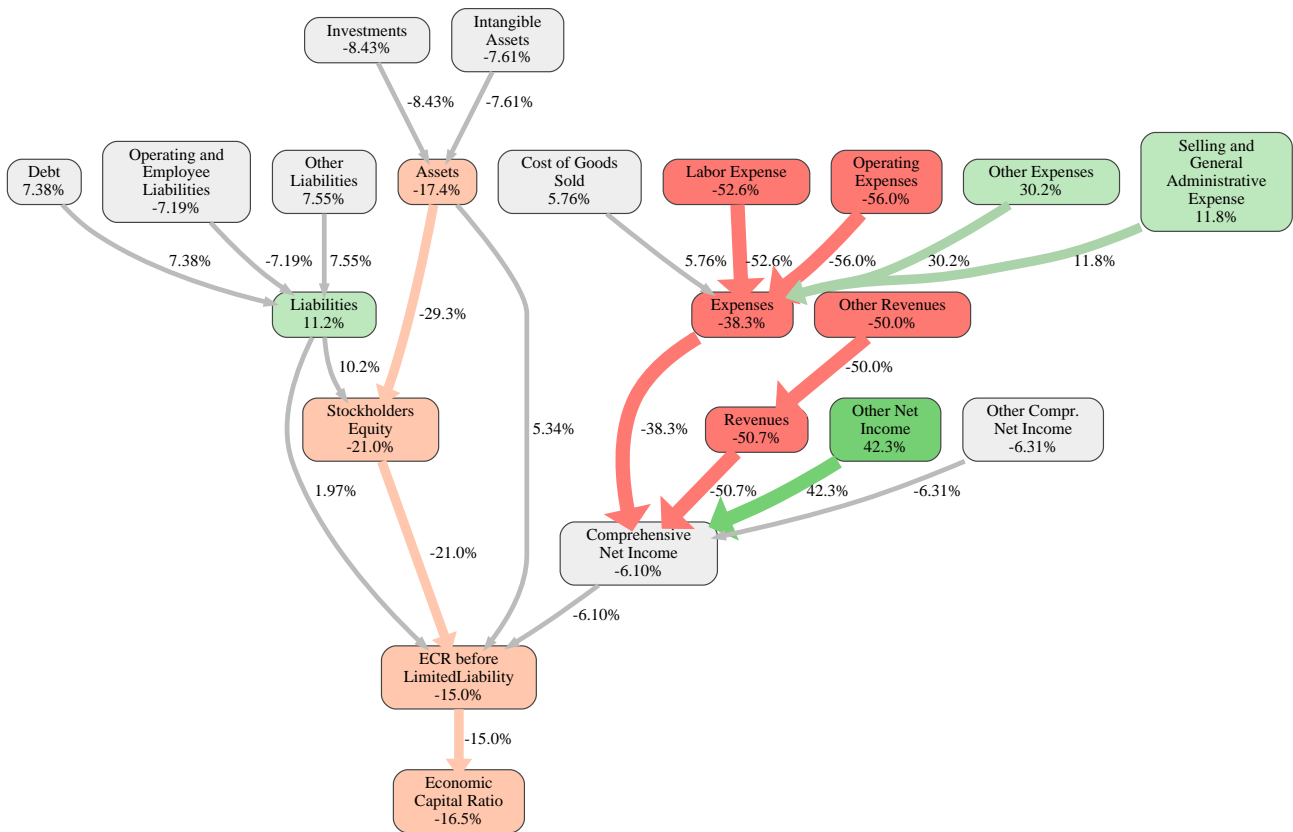 Investments
-8.43%
Intangible
Assets
-7.61%
-8.43%
-7.61%
Debt
7.38%
Operating and
Employee
Liabilities
-7.19%
Other
Liabilities
7.55%
Assets
-17.4%
Cost of Goods
Sold
5.76%
Labor Expense
-52.6%
Operating
Expenses
-56.0%
Other Expenses
30.2%
Selling and
General
Administrative
Expense
11.8%
7.38%
-7.19%
7.55%
5.76%
-52.6%
-56.0%
30.2%
11.8%
Liabilities
11.2%
-29.3%
Expenses
-38.3%
Other Revenues
-50.0%
10.2%
-50.0%
Stockholders
Equity
-21.0%
5.34%
-38.3%
Revenues
-50.7%
Other Net
Income
42.3%
Other Compr.
Net Income
-6.31%
1.97%
-50.7%
42.3%
-6.31%
-21.0%
Comprehensive
Net Income
-6.10%
-6.10%
ECR before
LimitedLiability
-15.0%
-15.0%
Economic
Capital Ratio
-16.5%